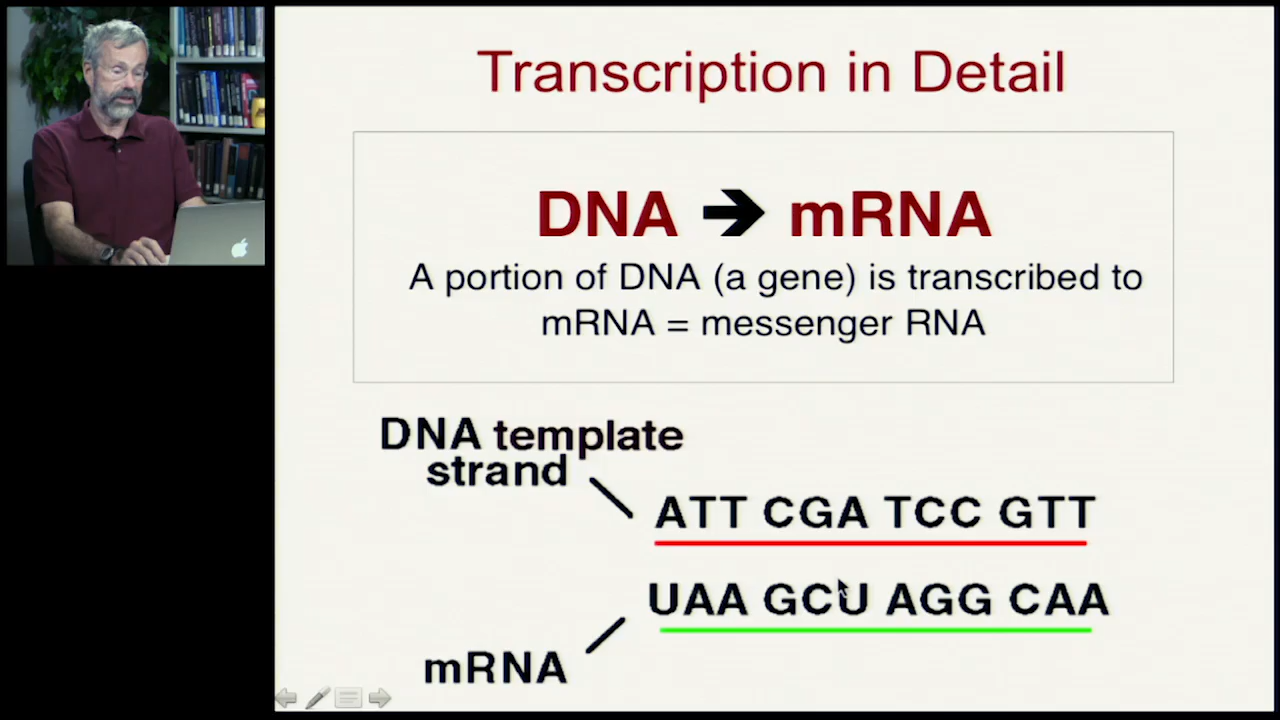 Transcription in Detail
DNA ➔ mRNA
A portion of DNA (a gene) is transcribed to
mRNA = messenger RNA
DNA template
strand
ATT CGA TCC GTT
UAA GCU AGG CAA
mRNA